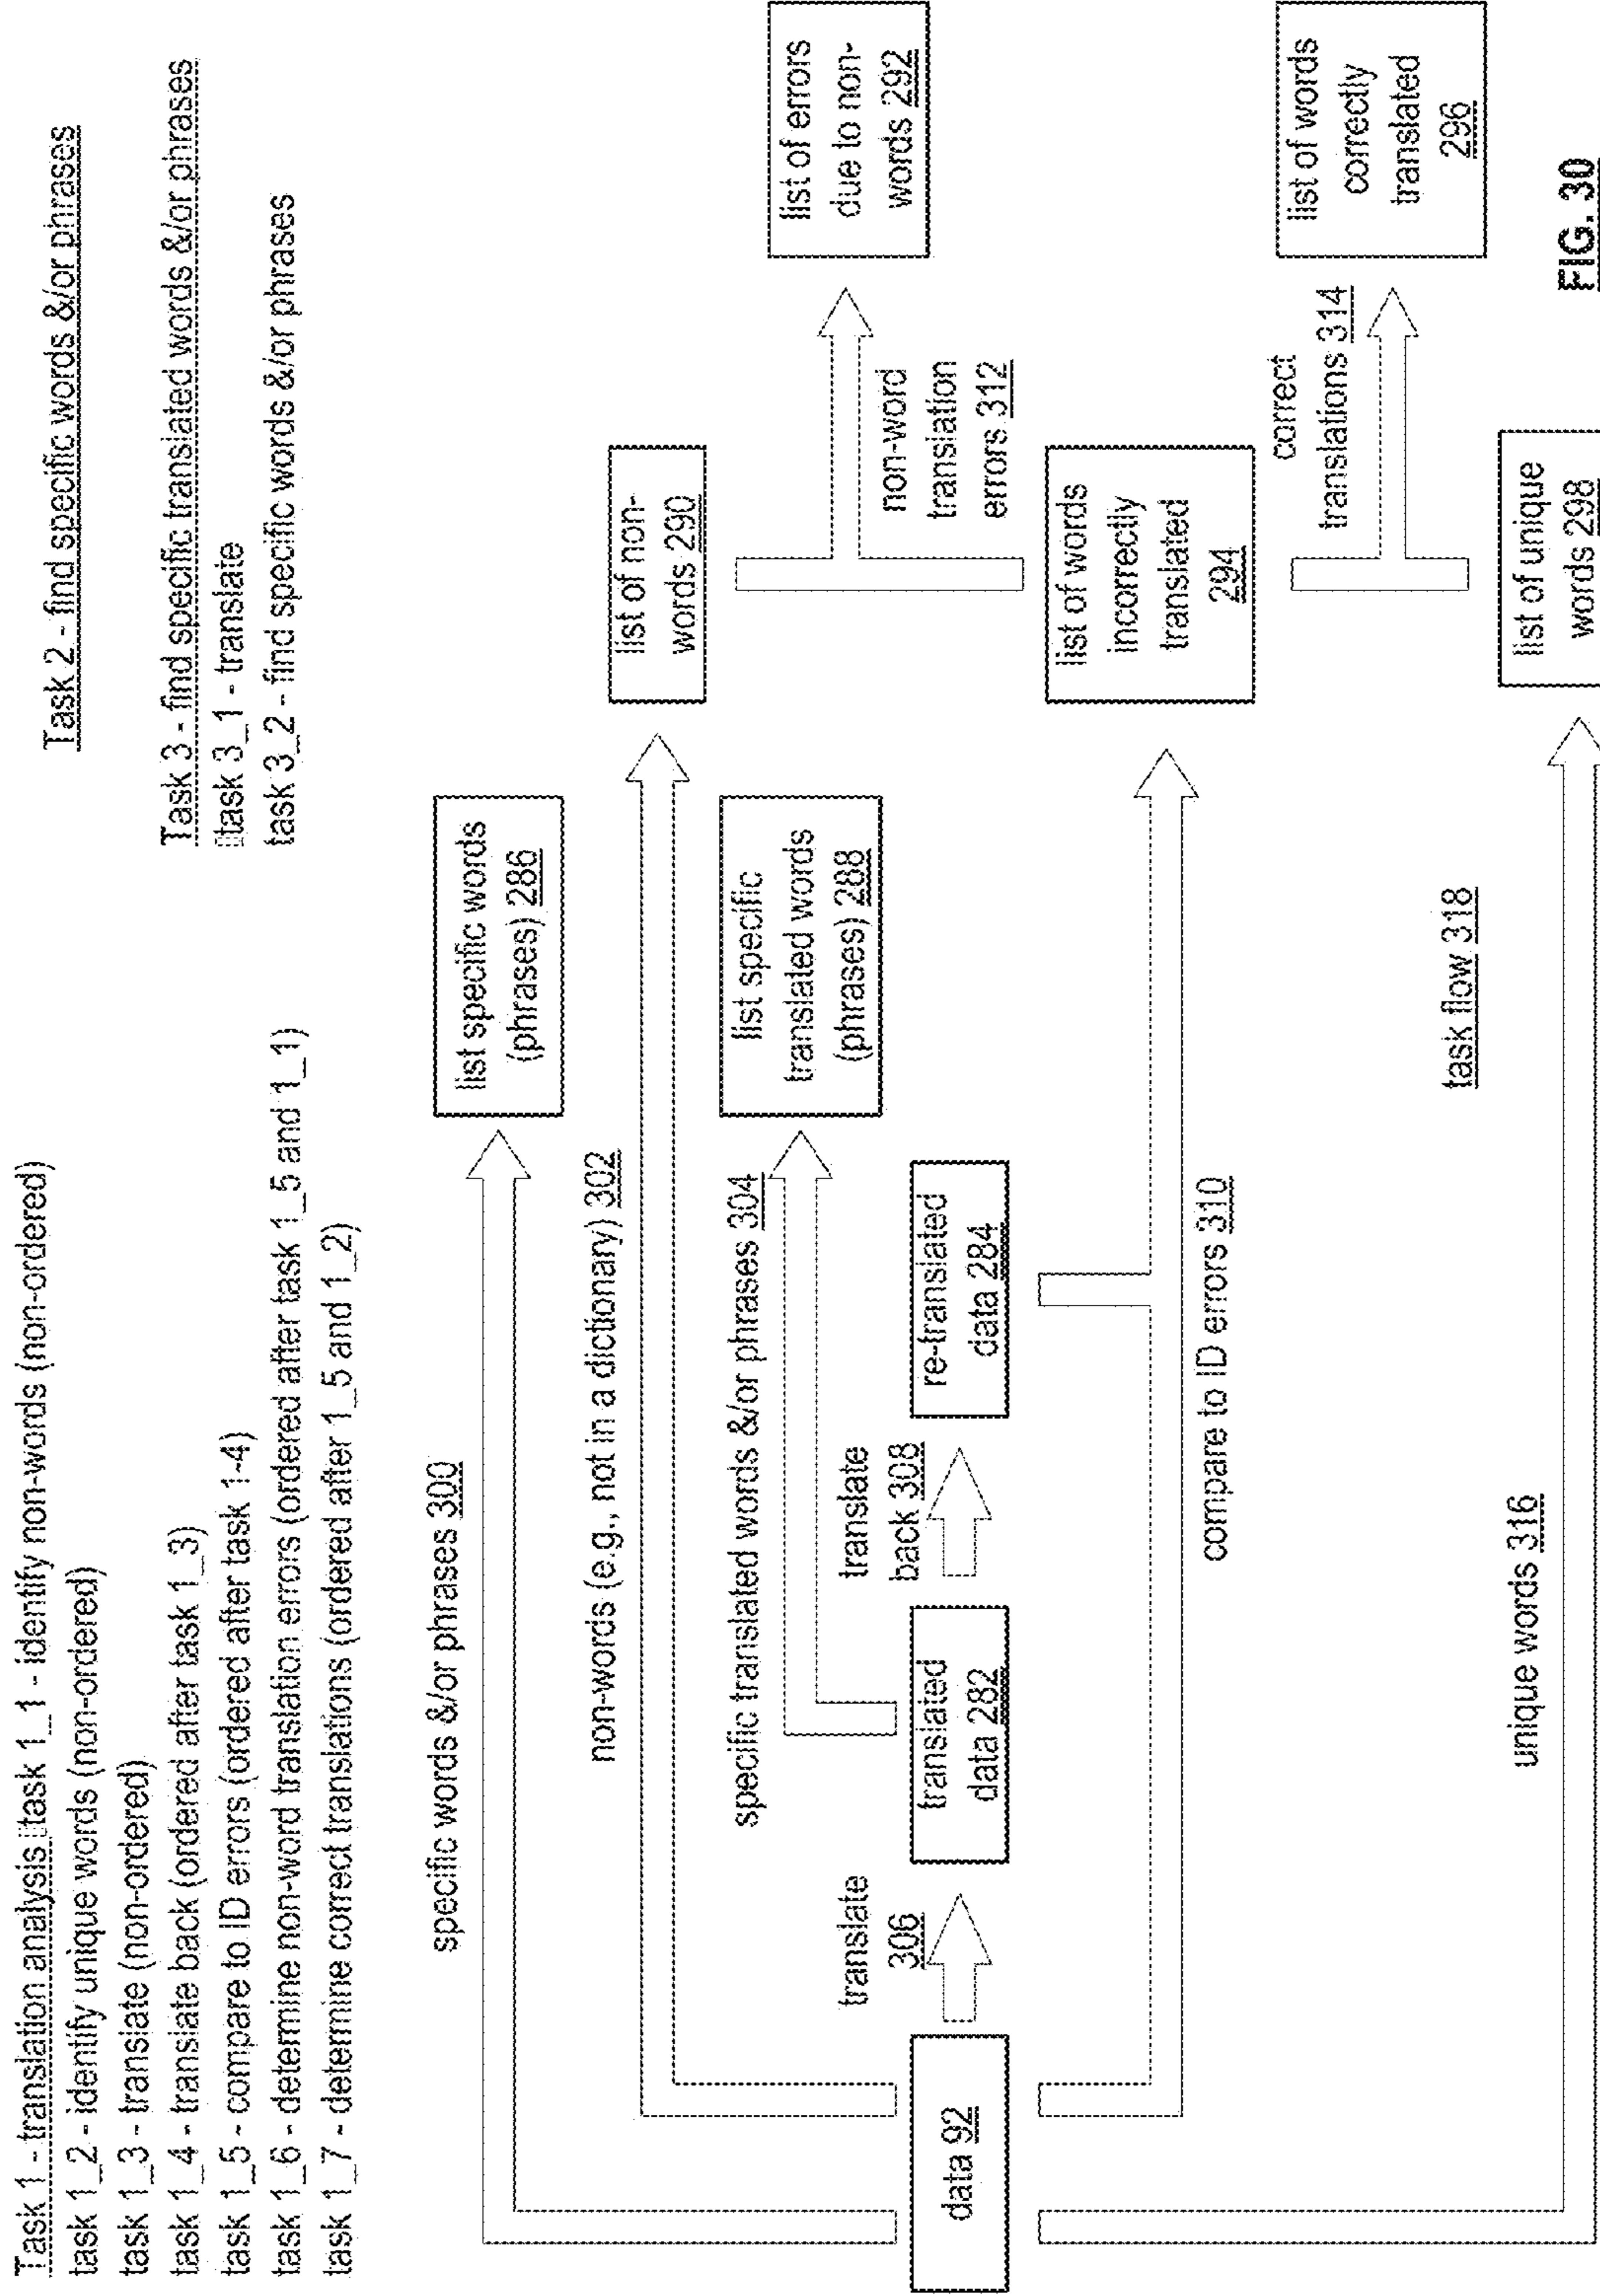 Task 1 - translation analysis task 1_1 - identify non-words (non-ordered)
task 1_2 - identify unique words (non-ordered)
task 1_3 - translate (non-ordered)
task 1_4 - translate back (ordered after task 1_3)
task 1_5 - compare to ID errors (ordered after task 1-4)
task 1_6 - determine non-word translation errors (ordered after task 1_5 and 1_1)
task 1_7 - determine correct translations (ordered after 1_5 and 1_2)
Task 2 - find specific words &/or phrases
Task 3 - find specific translated words &/or phrases
task 3_1 - translate
task 3_2 - find specific words &/or phrases
specific words &/or phrases 300
list specific words
(phrases) 286
non-words (e.g., not in a dictionary) 302
list of non-
words 290
specific translated words &/or phrases 304
list specific
translated words
(phrases) 288
list of errors
due to non-
words 292
non-word
translation
errors 312
data 92
translate
306
translated
data 282
translate
back 308
re-translated
data 284
compare to ID errors 310
list of words
incorrectly
translated
294
correct
translations 314
list of words
correctly
translated
296
task flow 318
unique words 316
list of unique
words 298
FIG. 30